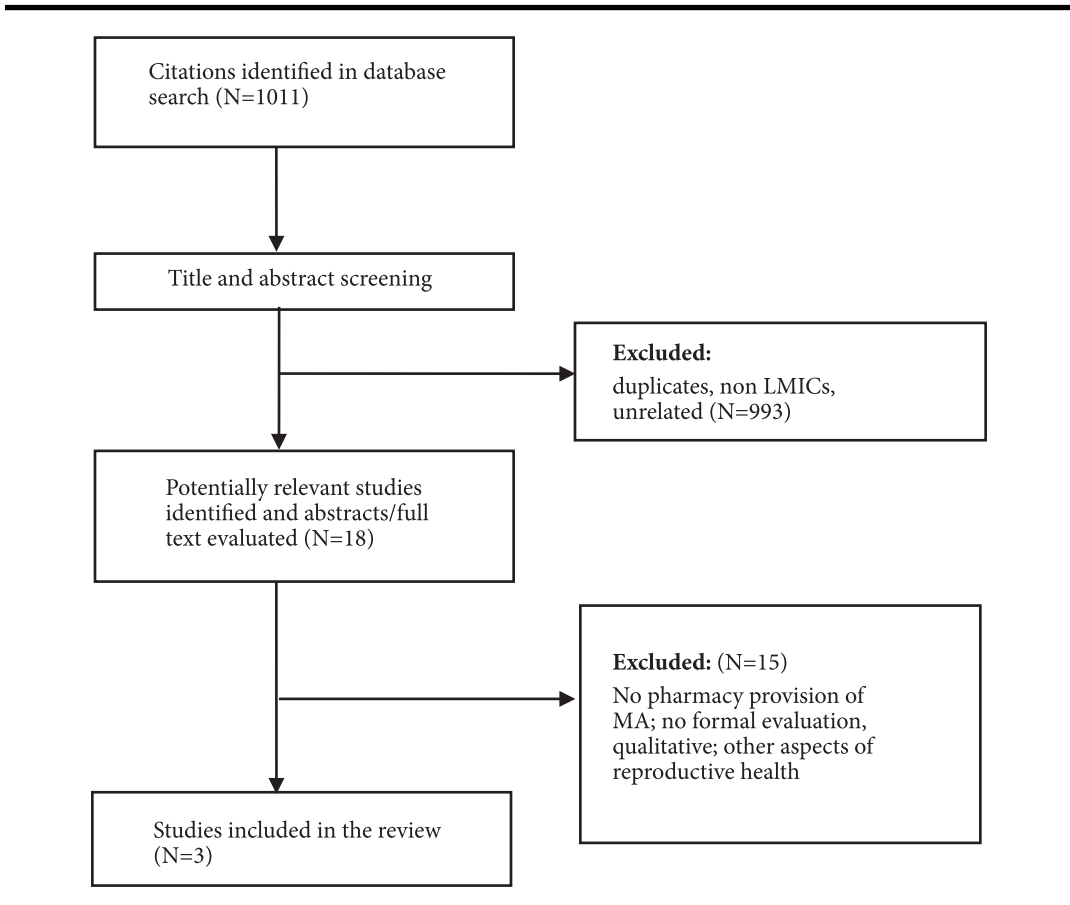 Citations identified in database
search (N=1011)
Title and abstract screening
Excluded:
duplicates, non LMICs,
unrelated (N=993)
Potentially relevant studies
identified and abstracts/full
text evaluated (N=18)
Excluded: (N=15)
No pharmacy provision of
MA; no formal evaluation,
qualitative; other aspects of
reproductive health
Studies included in the review
(N=3)